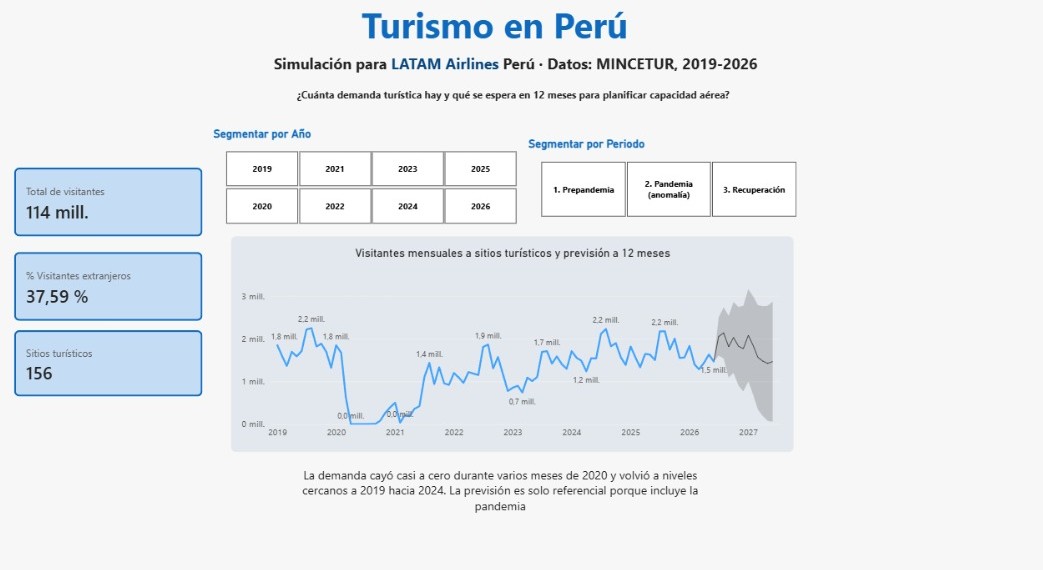 Turismo en Perú
Simulación para LATAM Airlines Perú · Datos: MINCETUR, 2019-2026
¿Cuánta demanda turística hay y qué se espera en 12 meses para planificar capacidad aérea?
Segmentar por Año
Segmentar por Periodo
2019
2021
2023
2025
2020
2022
2024
2026
1. Prepandemia
2. Pandemia
(anomalía)
3. Recuperación
Total de visitantes
114 mill.
% Visitantes extranjeros
37,59 %
Sitios turísticos
156
Visitantes mensuales a sitios turísticos y previsión a 12 meses
3 mill.
2 mill.
1 mill.
0 mill.
1,8 mill.
2,2 mill.
1,8 mill.
0,0 mill.
0,0 mill.
1,4 mill.
1,9 mill.
0,7 mill.
1,7 mill.
1,2 mill.
2,2 mill.
2,2 mill.
1,5 mill.
2019
2020
2021
2022
2023
2024
2025
2026
2027
La demanda cayó casi a cero durante varios meses de 2020 y volvió a niveles
cercanos a 2019 hacia 2024. La previsión es solo referencial porque incluye la
pandemia